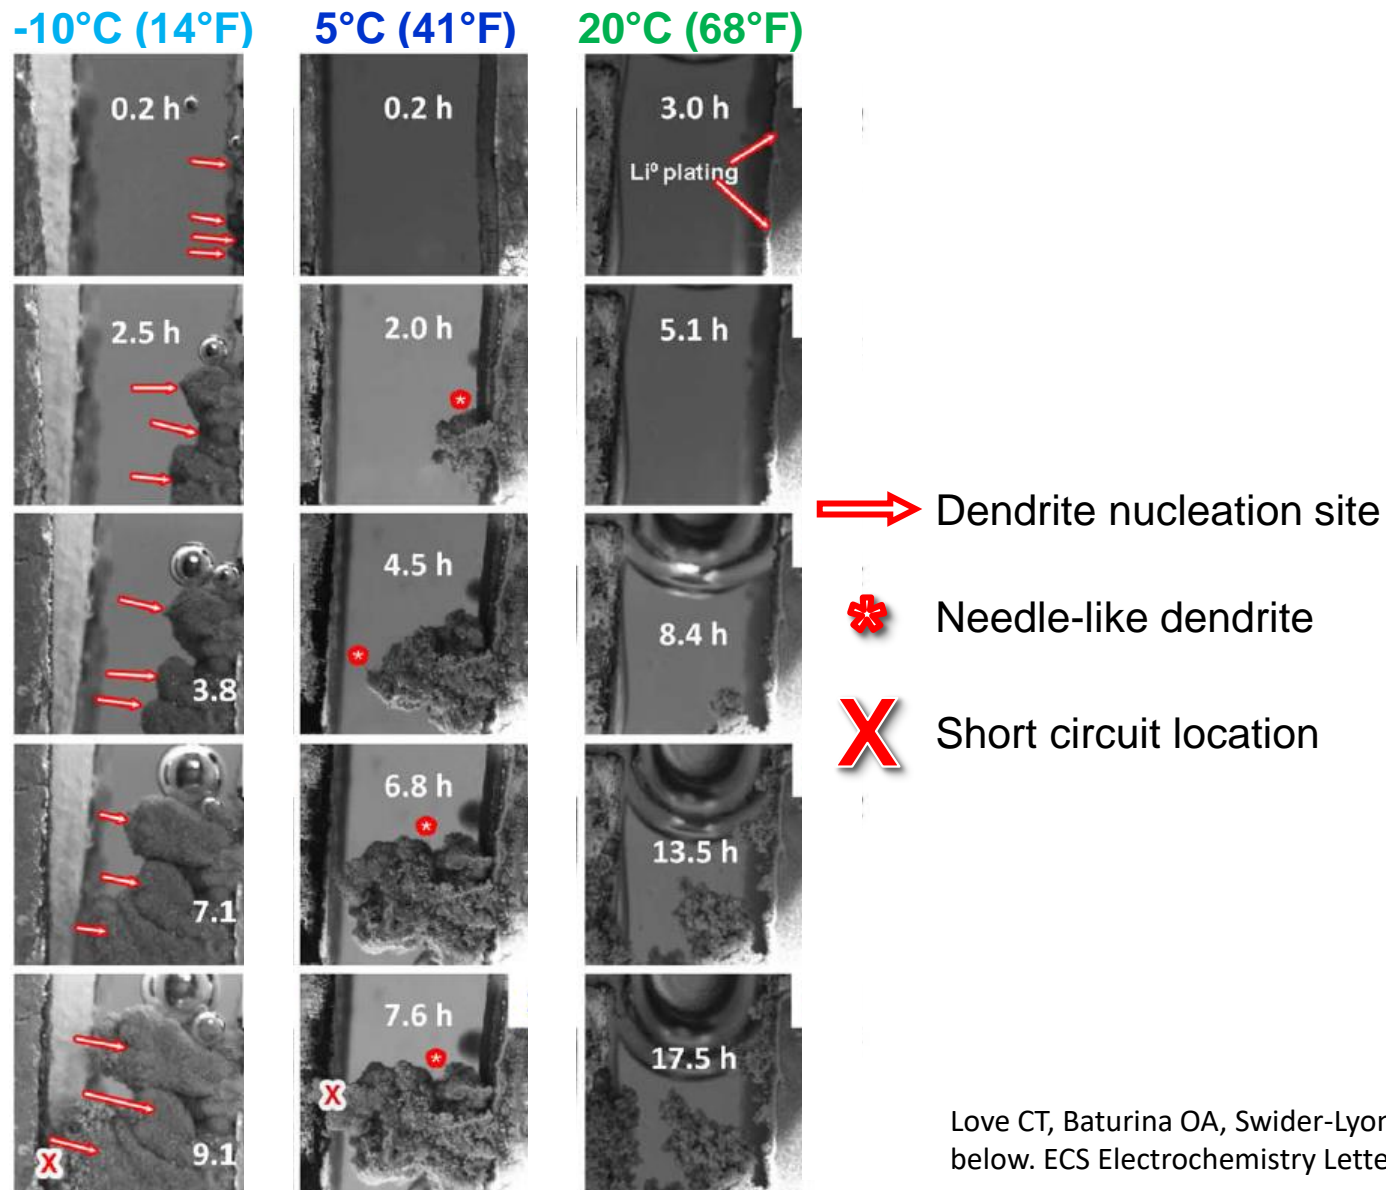 -10°C (14°F) 5°C (41°F) 20°C (68°F)
0.2 h 0.2 h 3.0 h
Li⁰ plating
2.5 h 2.0 h 5.1 h
*
Dendrite nucleation site
4.5 h
8.4 h
3.8
*
* Needle-like dendrite
X Short circuit location
6.8 h
13.5 h
7.1
*
7.6 h
17.5 h
9.1
*
X
X
Love CT, Baturina OA, Swider-Lyon
below. ECS Electrochemistry Lette